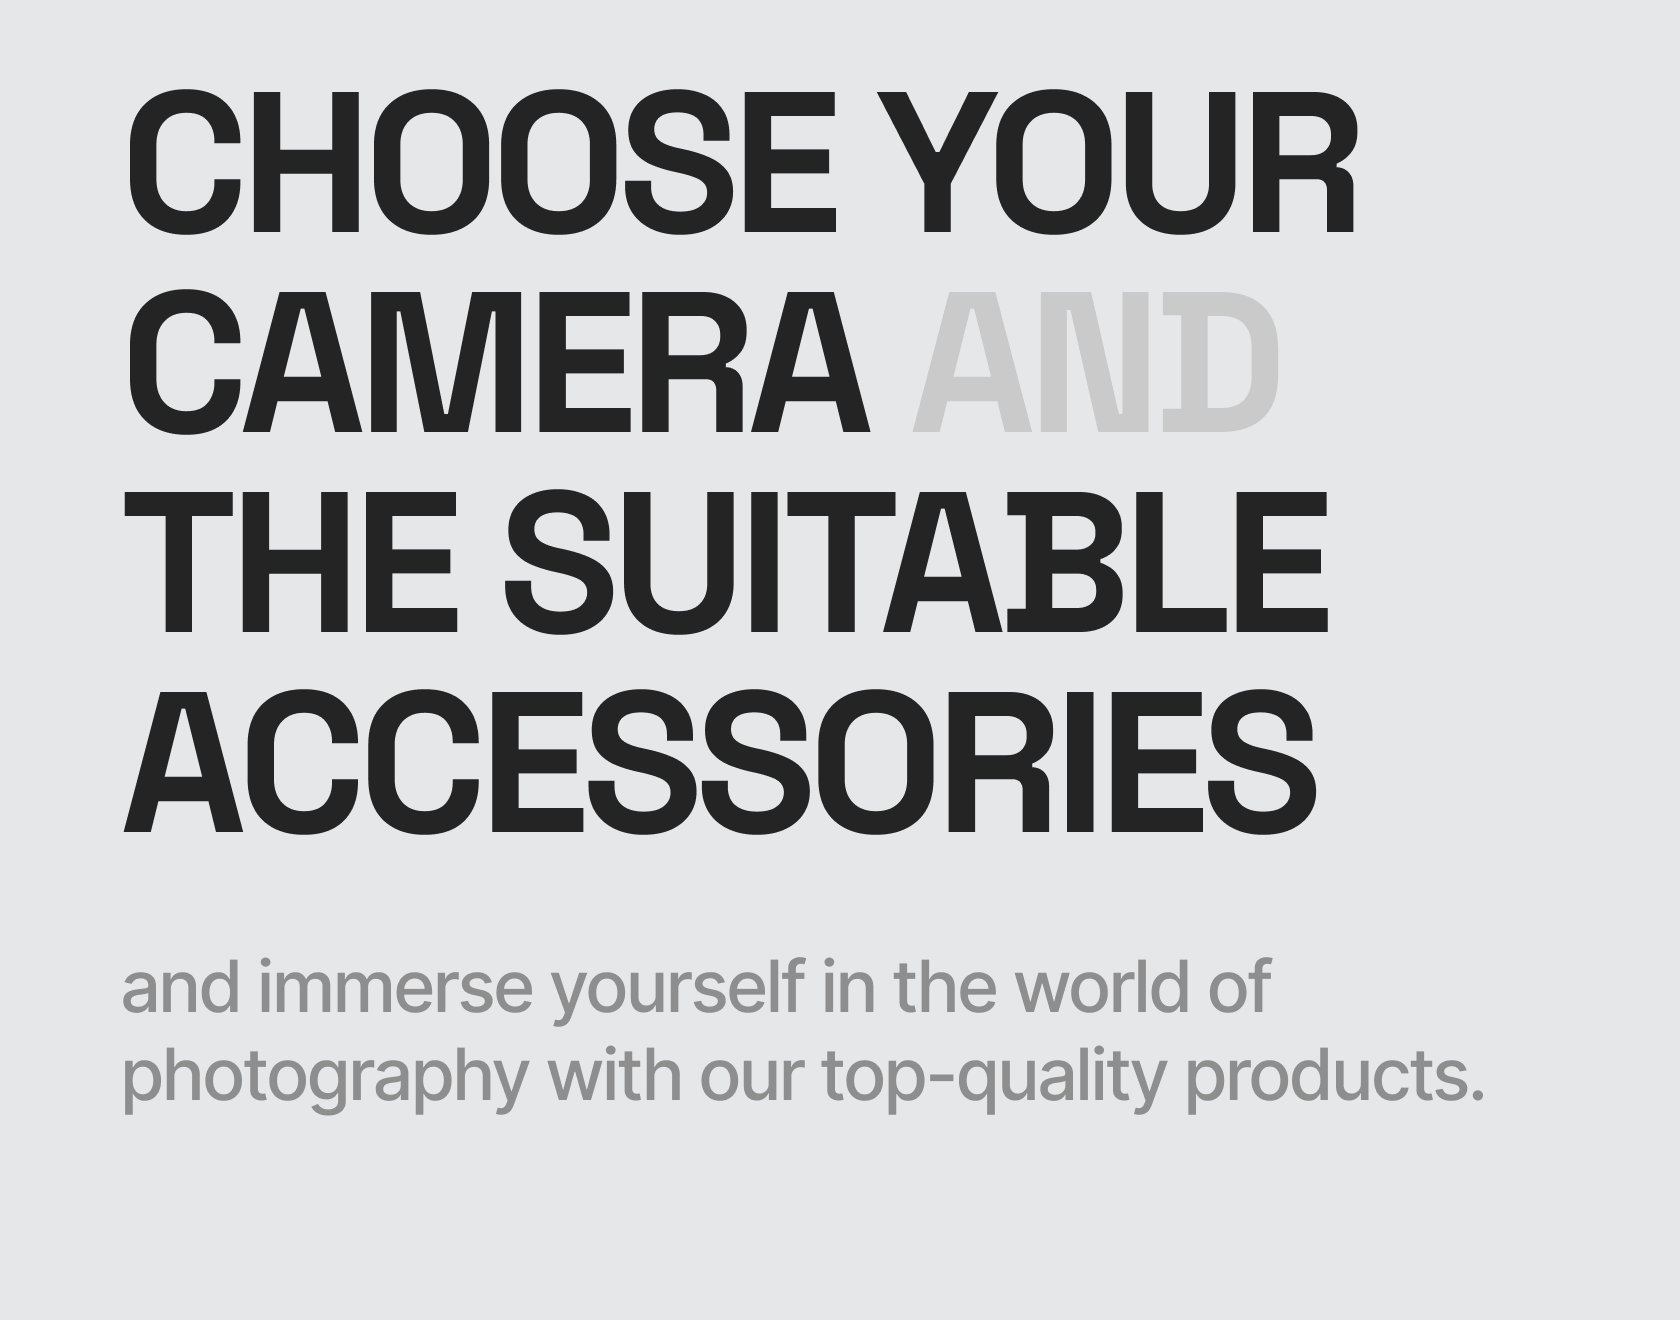 CHOOSE YOUR
CAMERA AND
THE SUITABLE
ACCESSORIES
and immerse yourself in the world of
photography with our top-quality products.